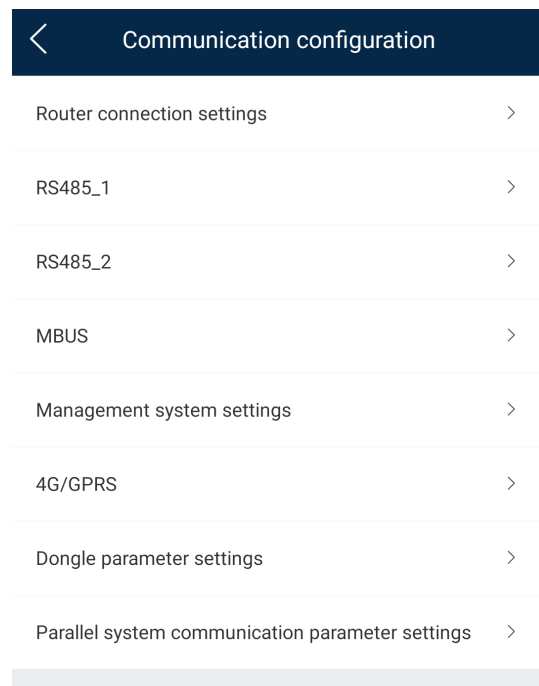 Communication configuration
Router connection settings
RS485_1
RS485_2
MBUS
Management system settings
4G/GPRS
Dongle parameter settings
Parallel system communication parameter settings